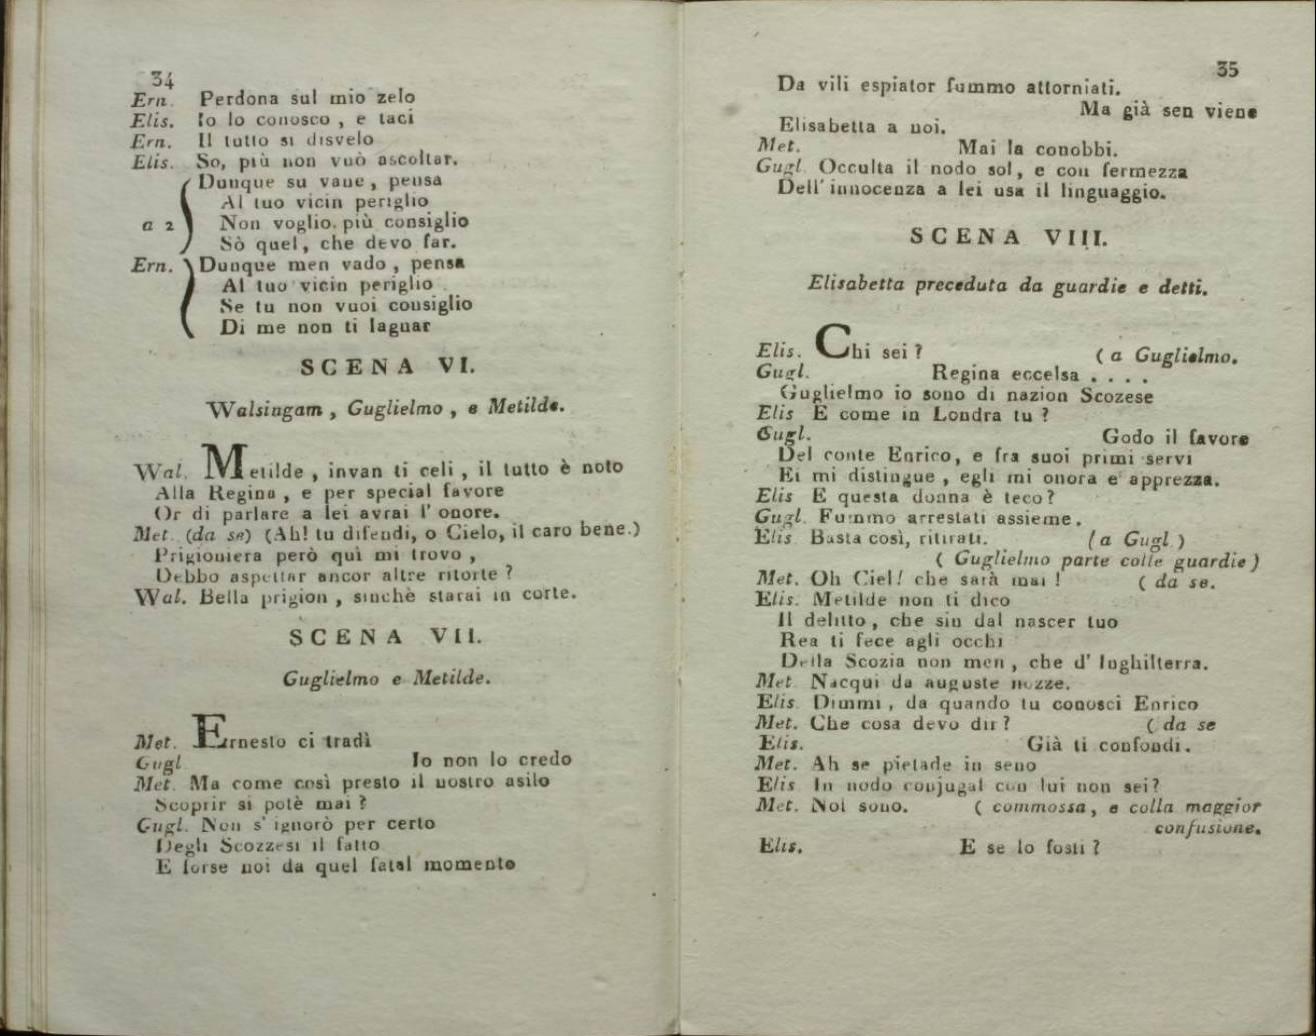 34
Ern. Perdona sul mio zelo
Elis. Io lo conosco, e taci
Ern. Il tutto si disvelo
Elis. So, più non vuò ascoltar.
Dunque su vane, pensa
Al tuo vicin periglio
a 2 Non voglio più consiglio
Sò quel, che devo far.
Ern. Dunque men vado, pensa
Al tuo vicin periglio
Se tu non vuoi consiglio
Di me non ti lagnar
SCENA VI.
Walsingam, Guglielmo, e Metilde.
Wal. Metilde, invan ti celi, il tutto è noto
Alla Regina, e per special favore
Or di parlare a lei avrai l' onore.
Met. (da se) (Ah! tu difendi, o Cielo, il caro bene.)
Prigioniera però quì mi trovo,
Debbo aspettar ancor altre ritorte?
Wal. Bella prigion, sinchè starai in corte.
SCENA VII.
Guglielmo e Metilde.
Met. Ernesto ci tradì
Gugl Io non lo credo
Met. Ma come così presto il nostro asilo
Scoprir si potè mai?
Gugl. Non s' ignorò per certo
Degli Scozzesi il fatto
E forse noi da quel fatal momento
35
Da vili espiator fummo attorniati.
Ma già sen viene
Elisabetta a noi.
Met. Mai la conobbi.
Gugl. Occulta il nodo sol, e con fermezza
Dell' innocenza a lei usa il linguaggio.
SCENA VIII.
Elisabetta preceduta da guardie e detti.
Elis. Chi sei? (a Guglielmo.
Gugl. Regina eccelsa . . . .
Guglielmo io sono di nazion Scozese
Elis E come in Londra tu?
Gugl. Godo il favore
Del conte Enrico, e fra suoi primi servi
Ei mi distingue, egli mi onora e apprezza.
Elis E questa donna è teco?
Gugl. Fummo arrestati assieme.
Elis Basta così, ritirati. (a Gugl.)
( Guglielmo parte colle guardie)
Met. Oh Ciel! che sarà mai! ( da se.
Elis. Metilde non ti dico
Il delitto, che sin dal nascer tuo
Rea ti fece agli occhi
Della Scozia non men, che d' Inghilterra.
Met. Nacqui da auguste nozze.
Elis. Dimmi, da quando tu conosci Enrico
Met. Che cosa devo dir? ( da se
Elis. Già ti confondi.
Met. Ah se pietade in seno
Elis In nodo conjugal con lui non sei?
Met. Nol sono. ( commossa, e colla maggior
confusione.
Elis. E se lo fosti?